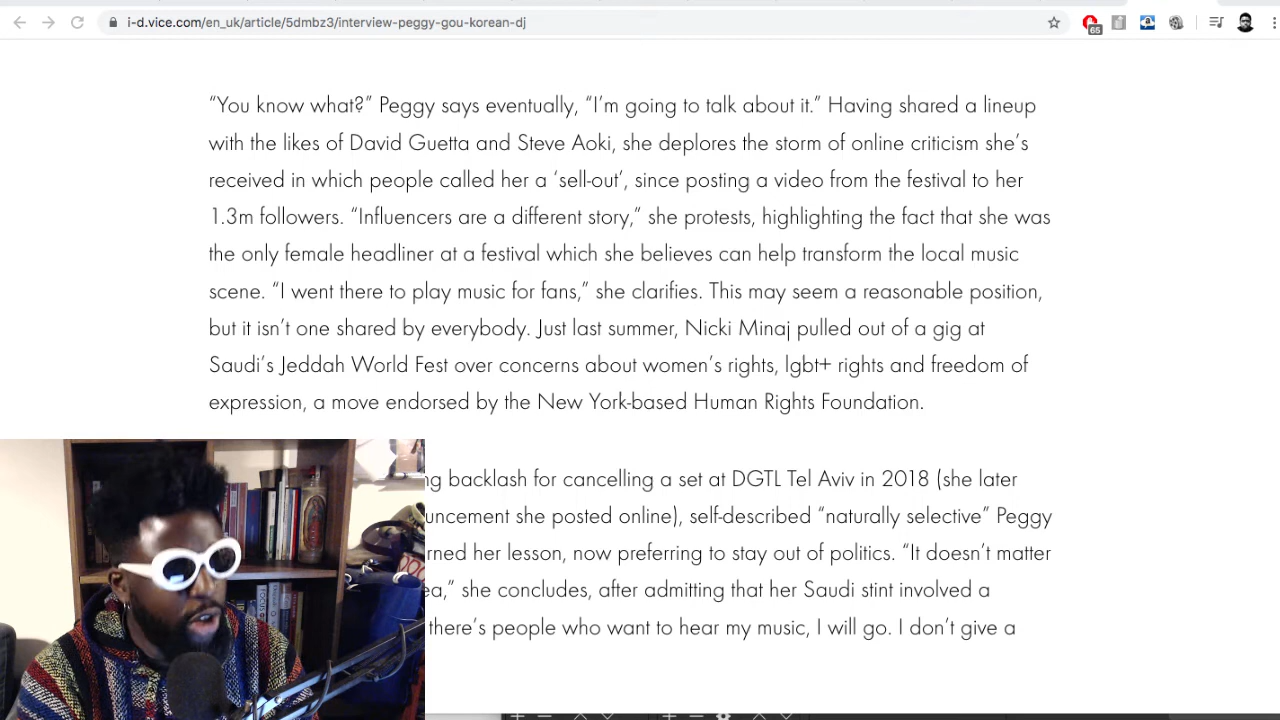 i-d.vice.com/en_uk/article/5dmbz3/interview-peggy-gou-korean-dj
65
“You know what?” Peggy says eventually, “I’m going to talk about it.” Having shared a lineup
with the likes of David Guetta and Steve Aoki, she deplores the storm of online criticism she’s
received in which people called her a ‘sell-out’, since posting a video from the festival to her
1.3m followers. “Influencers are a different story,” she protests, highlighting the fact that she was
the only female headliner at a festival which she believes can help transform the local music
scene. “I went there to play music for fans,” she clarifies. This may seem a reasonable position,
but it isn’t one shared by everybody. Just last summer, Nicki Minaj pulled out of a gig at
Saudi’s Jeddah World Fest over concerns about women’s rights, lgbt+ rights and freedom of
expression, a move endorsed by the New York-based Human Rights Foundation.
ng backlash for cancelling a set at DGTL Tel Aviv in 2018 (she later
uncement she posted online), self-described “naturally selective” Peggy
rned her lesson, now preferring to stay out of politics. “It doesn’t matter
ea,” she concludes, after admitting that her Saudi stint involved a
there’s people who want to hear my music, I will go. I don’t give a